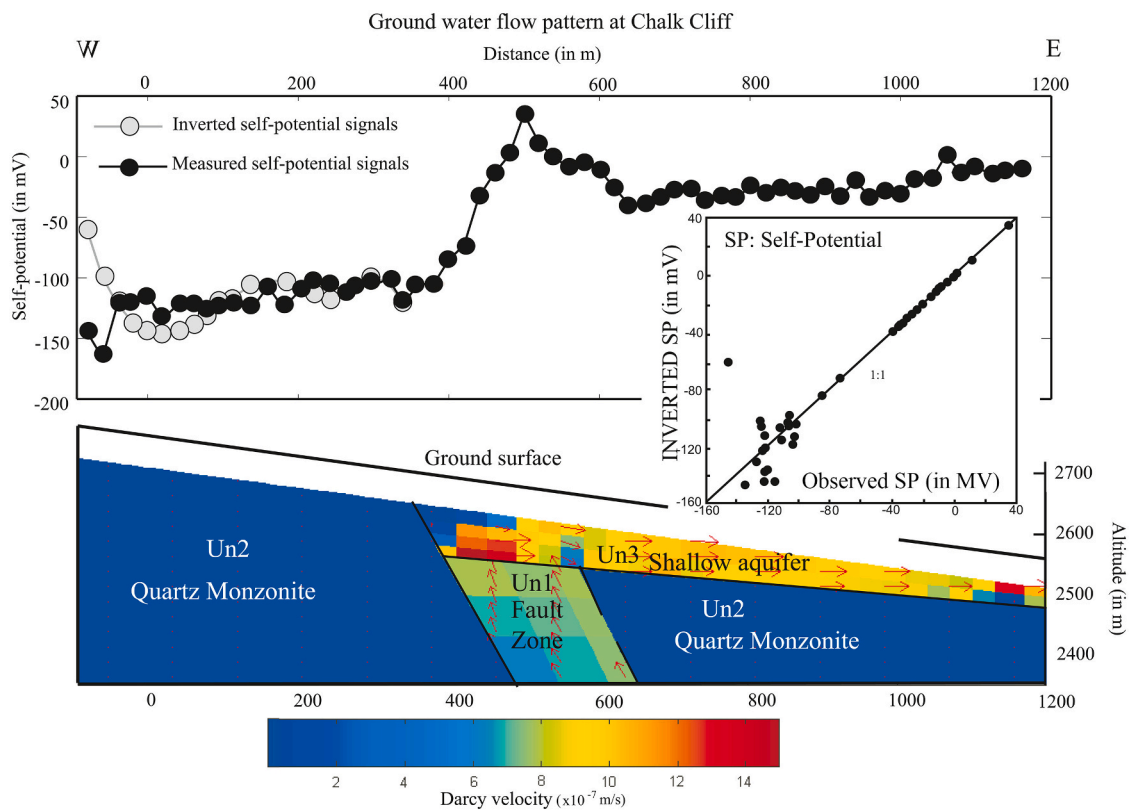 Ground water flow pattern at Chalk Cliff
W
Distance (in m)
E
0 200 400 600 800 1000 1200
50
0
-50
-100
-150
-200
Self-potential (in mV)
Inverted self-potential signals
Measured self-potential signals
SP: Self-Potential
INVERTED SP (in mV)
40
0
-40
-80
-120
-160
1:1
Observed SP (in MV)
-160 -120 -80 -40 0 40
Ground surface
2700
2600
2500
2400
Altitude (in m)
Un2
Quartz Monzonite
Un3 Shallow aquifer
Un1
Fault
Zone
Un2
Quartz Monzonite
0 200 400 600 800 1000 1200
2 4 6 8 10 12 14
Darcy velocity (x10-7 m/s)